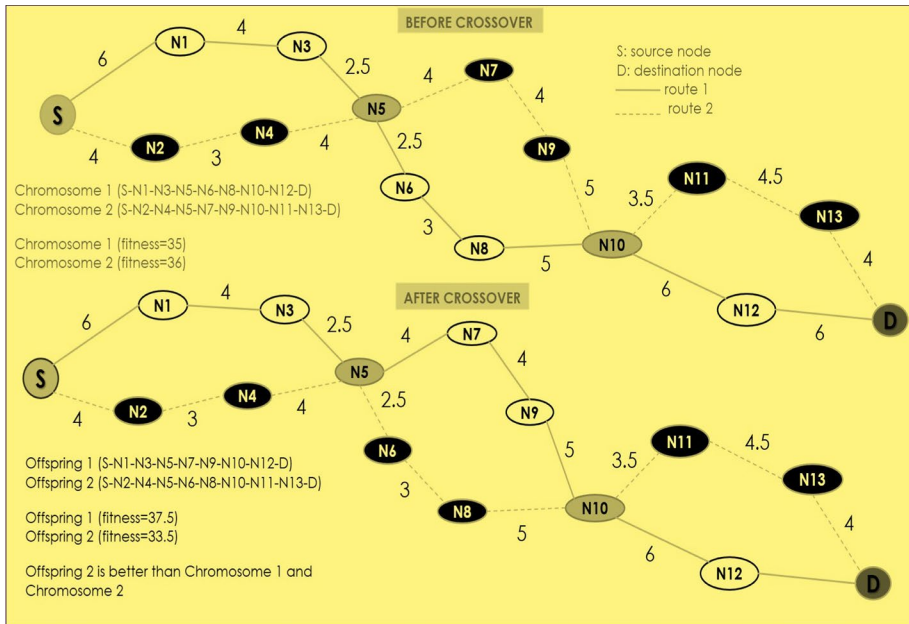 BEFORE CROSSOVER
S: source node
D: destination node
route 1
route 2
S
N1
N3
N2
N4
N5
N7
N9
N6
N8
N10
N11
N13
N12
D
6
4
2.5
4
3
4
4
4
5
2.5
3
5
3.5
4.5
4
6
6
Chromosome 1 (S-N1-N3-N5-N6-N8-N10-N12-D)
Chromosome 2 (S-N2-N4-N5-N7-N9-N10-N11-N13-D)
Chromosome 1 (fitness=35)
Chromosome 2 (fitness=36)
AFTER CROSSOVER
S
N1
N3
N2
N4
N5
N7
N9
N6
N8
N10
N11
N13
N12
D
6
4
2.5
4
3
4
4
4
5
2.5
3
5
3.5
4.5
4
6
Offspring 1 (S-N1-N3-N5-N7-N9-N10-N12-D)
Offspring 2 (S-N2-N4-N5-N6-N8-N10-N11-N13-D)
Offspring 1 (fitness=37.5)
Offspring 2 (fitness=33.5)
Offspring 2 is better than Chromosome 1 and
Chromosome 2